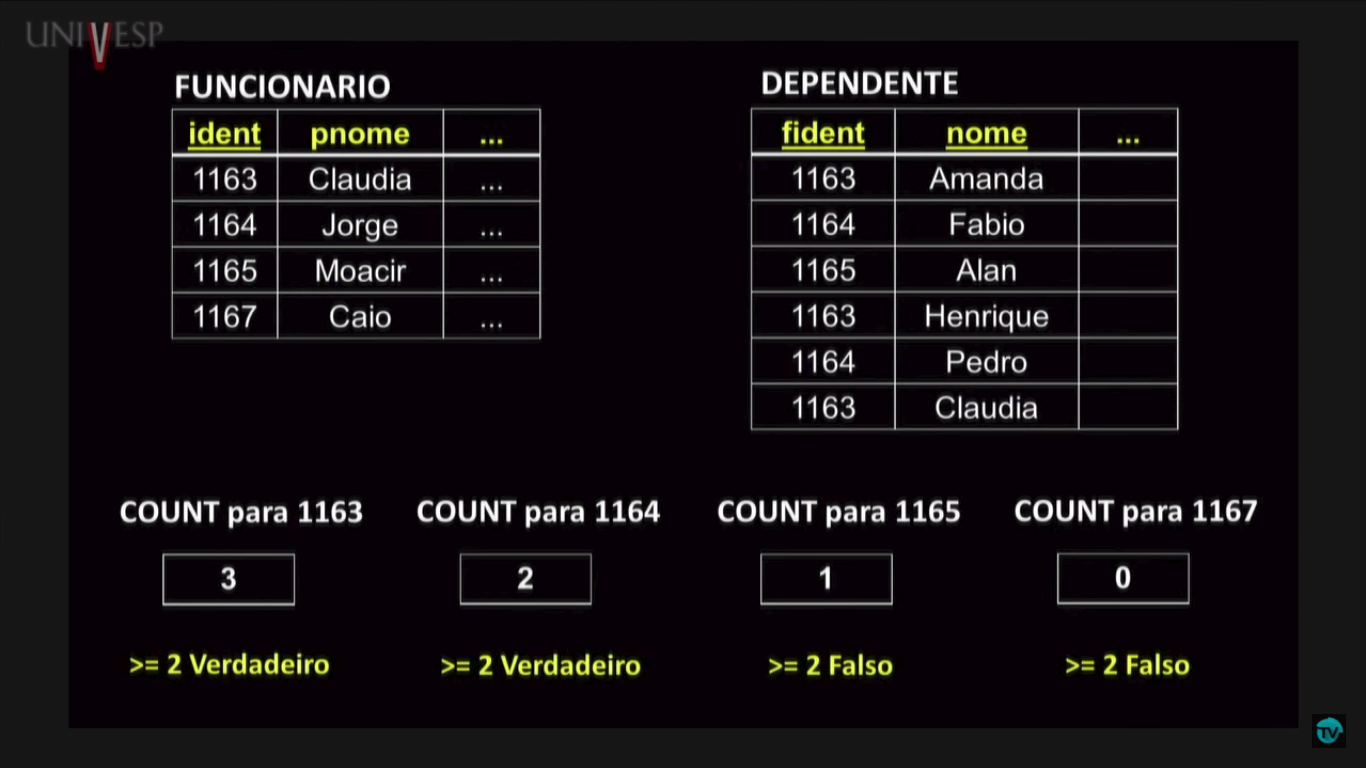 UNIVESP
FUNCIONARIO
ident pnome ...
1163 Claudia ...
1164 Jorge ...
1165 Moacir ...
1167 Caio ...
DEPENDENTE
fident nome ...
1163 Amanda
1164 Fabio
1165 Alan
1163 Henrique
1164 Pedro
1163 Claudia
COUNT para 1163 COUNT para 1164 COUNT para 1165 COUNT para 1167
3 2 1 0
>= 2 Verdadeiro >= 2 Verdadeiro >= 2 Falso >= 2 Falso
TV